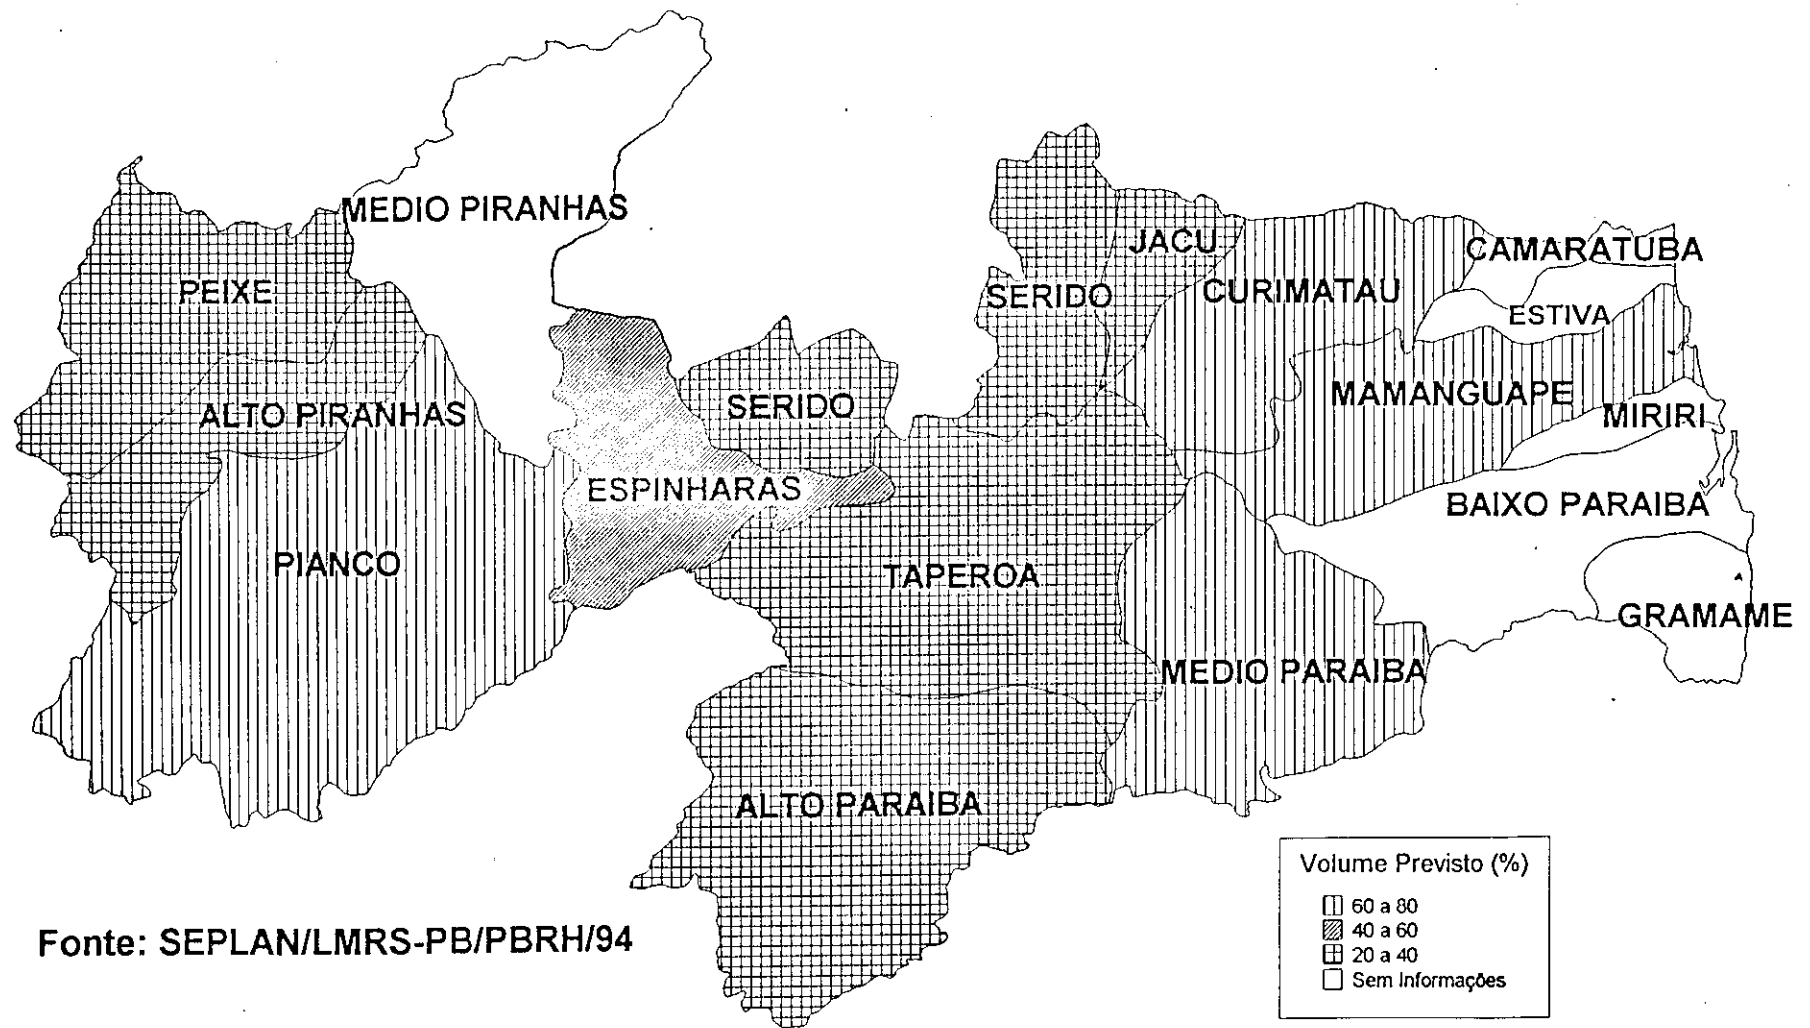 MEDIO PIRANHAS
JACU
CAMARATUBA
PEIXE
SERIDO
CURIMATAU
ESTIVA
ALTO PIRANHAS
SERIDO
MAMANGUAPE
MIRIRI
ESPINHARAS
BAIXO PARAIBA
PIANCO
TAPEROA
GRAMAME
MEDIO PARAIBA
ALTO PARAIBA
Volume Previsto (%)
60 a 80
40 a 60
20 a 40
Sem Informações
Fonte: SEPLAN/LMRS-PB/PBRH/94